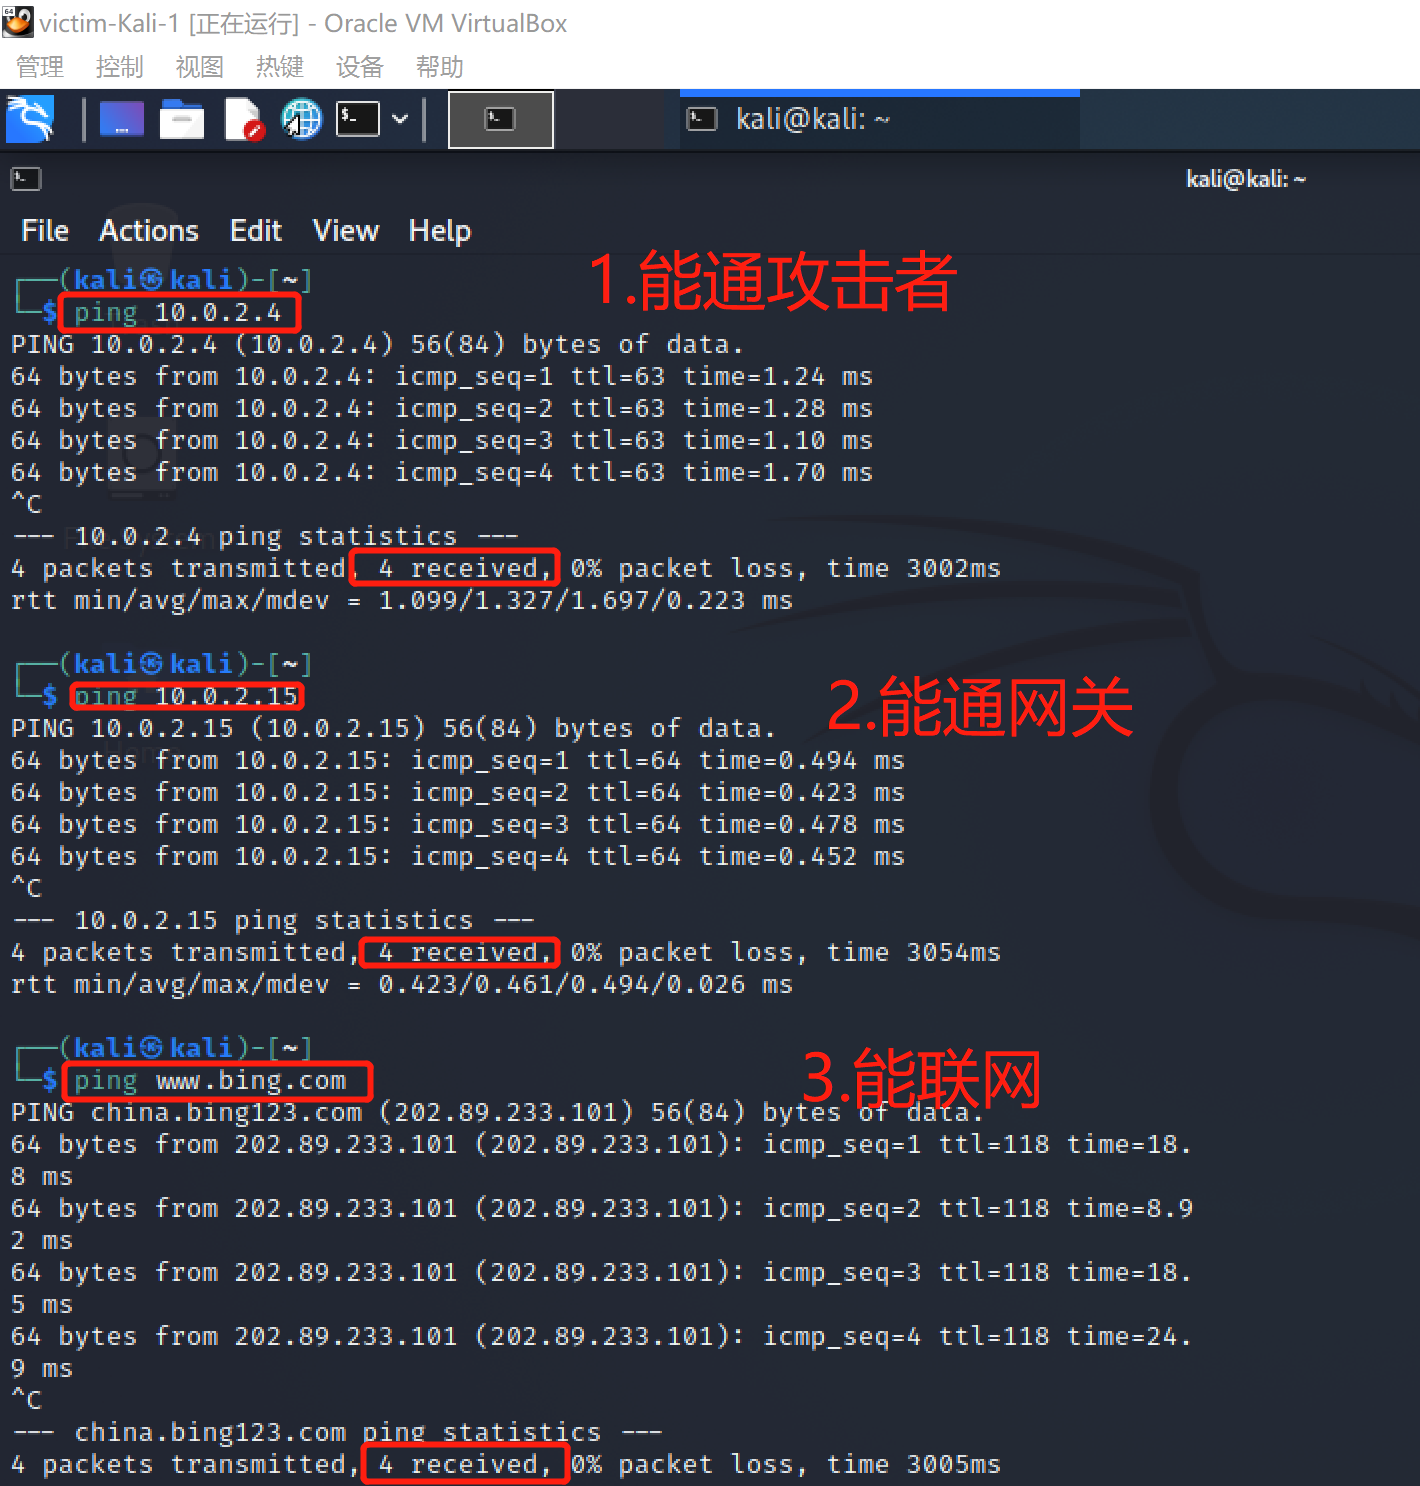 victim-Kali-1 [正在运行] - Oracle VM VirtualBox
管理 控制 视图 热键 设备 帮助
kali@kali: ~
kali@kali: ~
File Actions Edit View Help
1.能通攻击者
┌──(kali㉿kali)-[~]
└─$ ping 10.0.2.4
PING 10.0.2.4 (10.0.2.4) 56(84) bytes of data.
64 bytes from 10.0.2.4: icmp_seq=1 ttl=63 time=1.24 ms
64 bytes from 10.0.2.4: icmp_seq=2 ttl=63 time=1.28 ms
64 bytes from 10.0.2.4: icmp_seq=3 ttl=63 time=1.10 ms
64 bytes from 10.0.2.4: icmp_seq=4 ttl=63 time=1.70 ms
^C
--- 10.0.2.4 ping statistics ---
4 packets transmitted, 4 received, 0% packet loss, time 3002ms
rtt min/avg/max/mdev = 1.099/1.327/1.697/0.223 ms
┌──(kali㉿kali)-[~]
└─$ ping 10.0.2.15
2.能通网关
PING 10.0.2.15 (10.0.2.15) 56(84) bytes of data.
64 bytes from 10.0.2.15: icmp_seq=1 ttl=64 time=0.494 ms
64 bytes from 10.0.2.15: icmp_seq=2 ttl=64 time=0.423 ms
64 bytes from 10.0.2.15: icmp_seq=3 ttl=64 time=0.478 ms
64 bytes from 10.0.2.15: icmp_seq=4 ttl=64 time=0.452 ms
^C
--- 10.0.2.15 ping statistics ---
4 packets transmitted, 4 received, 0% packet loss, time 3054ms
rtt min/avg/max/mdev = 0.423/0.461/0.494/0.026 ms
┌──(kali㉿kali)-[~]
└─$ ping www.bing.com
3.能联网
PING china.bing123.com (202.89.233.101) 56(84) bytes of data.
64 bytes from 202.89.233.101 (202.89.233.101): icmp_seq=1 ttl=118 time=18.
8 ms
64 bytes from 202.89.233.101 (202.89.233.101): icmp_seq=2 ttl=118 time=8.9
2 ms
64 bytes from 202.89.233.101 (202.89.233.101): icmp_seq=3 ttl=118 time=18.
5 ms
64 bytes from 202.89.233.101 (202.89.233.101): icmp_seq=4 ttl=118 time=24.
9 ms
^C
--- china.bing123.com ping statistics ---
4 packets transmitted, 4 received, 0% packet loss, time 3005ms